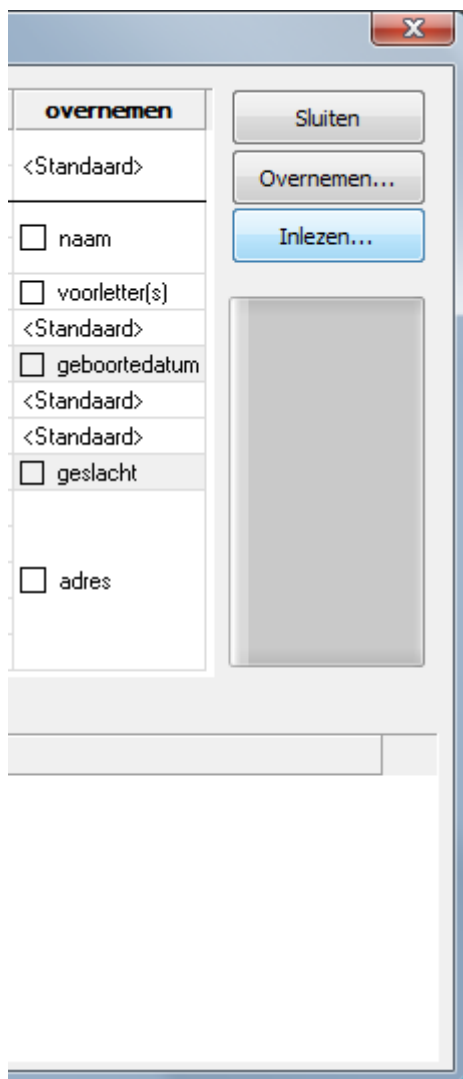 overnemen
Sluiten
<Standaard>
Overnemen...
naam
Inlezen...
voorletter(s)
<Standaard>
geboortedatum
<Standaard>
<Standaard>
geslacht
adres